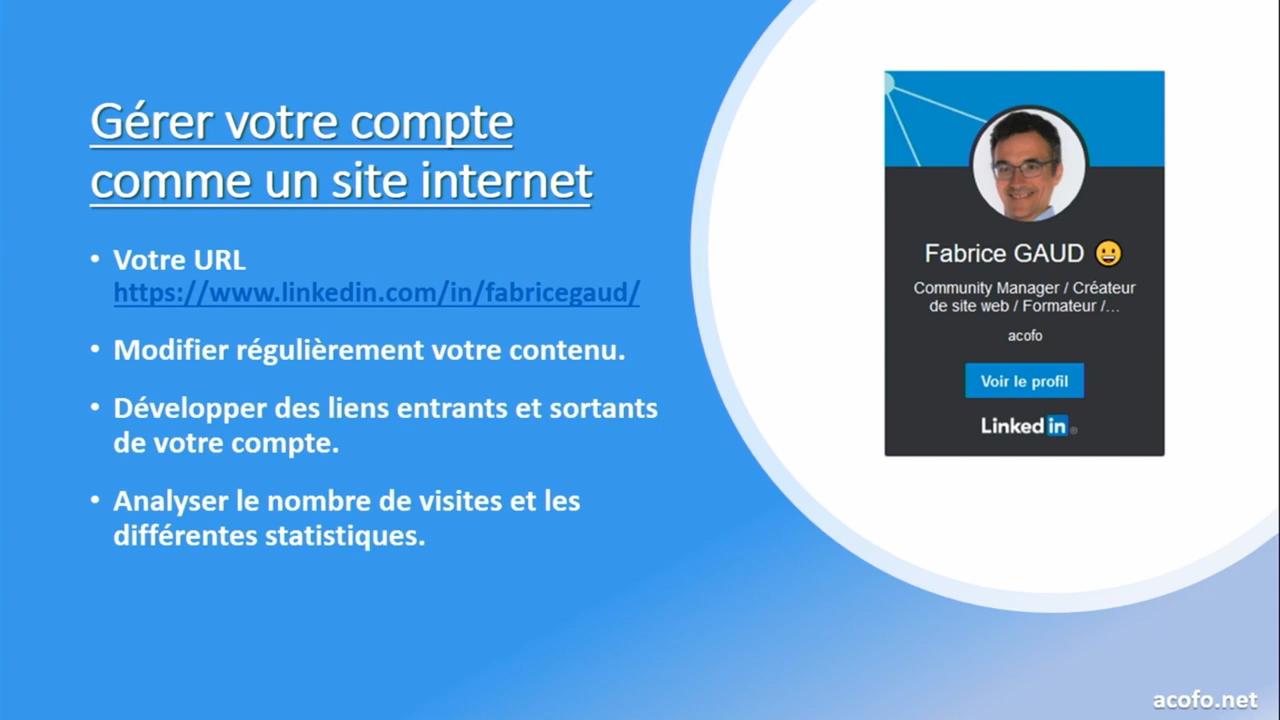 Gérer votre compte
comme un site internet
• Votre URL
https://www.linkedin.com/in/fabricegaud/
• Modifier régulièrement votre contenu.
• Développer des liens entrants et sortants
de votre compte.
• Analyser le nombre de visites et les
différentes statistiques.
Fabrice GAUD 😀
Community Manager / Créateur
de site web / Formateur /...
acofo
Voir le profil
Linkedin®
acofo.net